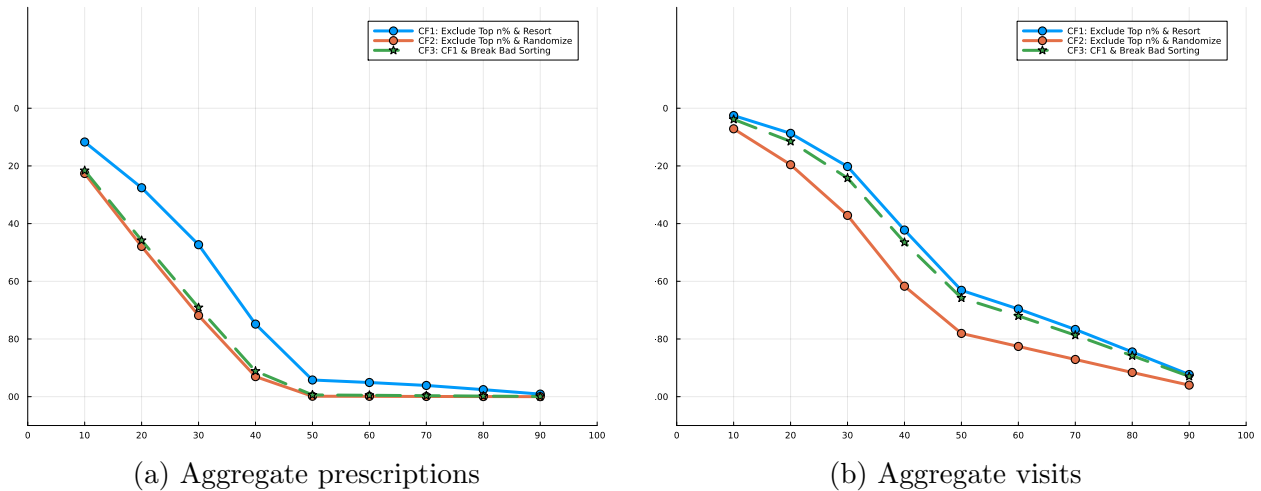 CF1: Exclude Top n% & Resort
CF2: Exclude Top n% & Randomize
CF3: CF1 & Break Bad Sorting
0
20
40
60
80
00
0 10 20 30 40 50 60 70 80 90 100
(a) Aggregate prescriptions
CF1: Exclude Top n% & Resort
CF2: Exclude Top n% & Randomize
CF3: CF1 & Break Bad Sorting
0
-20
-40
-60
-80
.00
0 10 20 30 40 50 60 70 80 90 100
(b) Aggregate visits